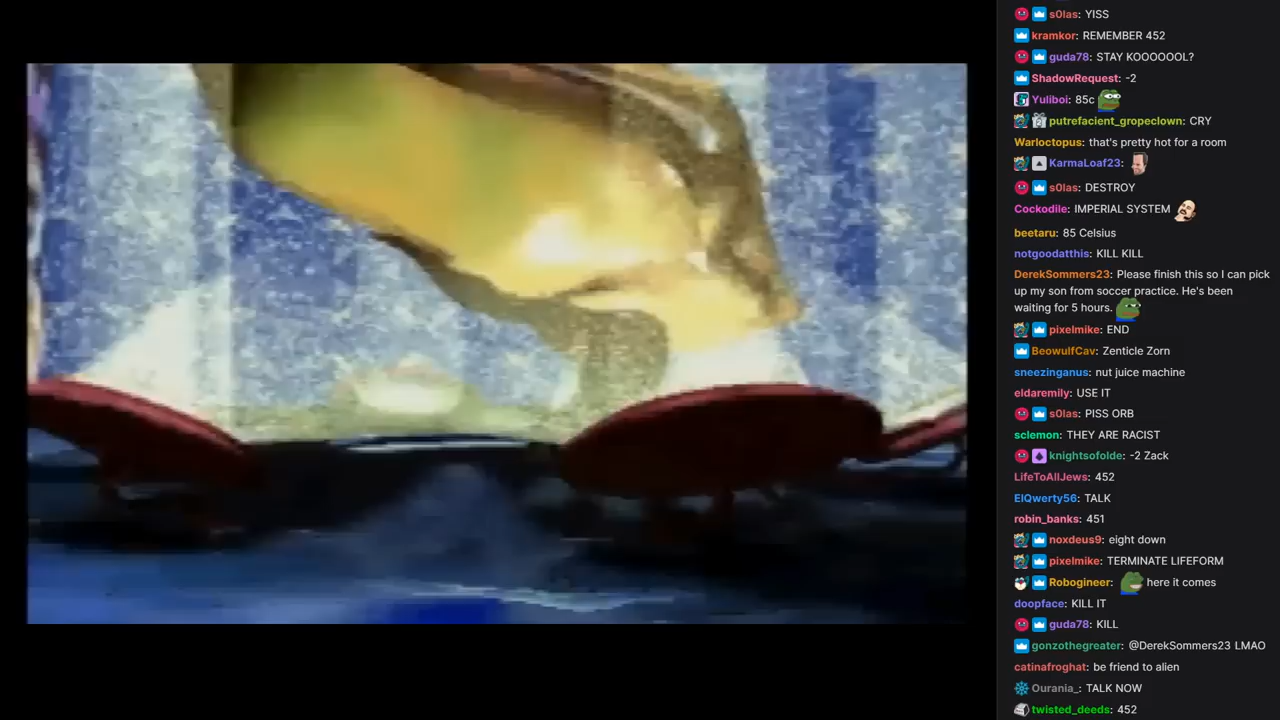 s0las: YISS
kramkor: REMEMBER 452
guda78: STAY KOOOOOOL?
ShadowRequest: -2
Yuliboi: 85c
putrefacient_gropeclown: CRY
Warloctopus: that's pretty hot for a room
KarmaLoaf23:
s0las: DESTROY
Cockodile: IMPERIAL SYSTEM
beetaru: 85 Celsius
notgoodatthis: KILL KILL
DerekSommers23: Please finish this so I can pick
up my son from soccer practice. He's been
waiting for 5 hours.
pixelmike: END
BeowulfCav: Zenticle Zorn
sneezinganus: nut juice machine
eldaremily: USE IT
s0las: PISS ORB
sclemon: THEY ARE RACIST
knightsofolde: -2 Zack
LifeToAllJews: 452
ElQwerty56: TALK
robin_banks: 451
noxdeus9: eight down
pixelmike: TERMINATE LIFEFORM
Robogineer: here it comes
doopface: KILL IT
guda78: KILL
gonzothegreater: @DerekSommers23 LMAO
catinafroghat: be friend to alien
Ourania_: TALK NOW
twisted_deeds: 452